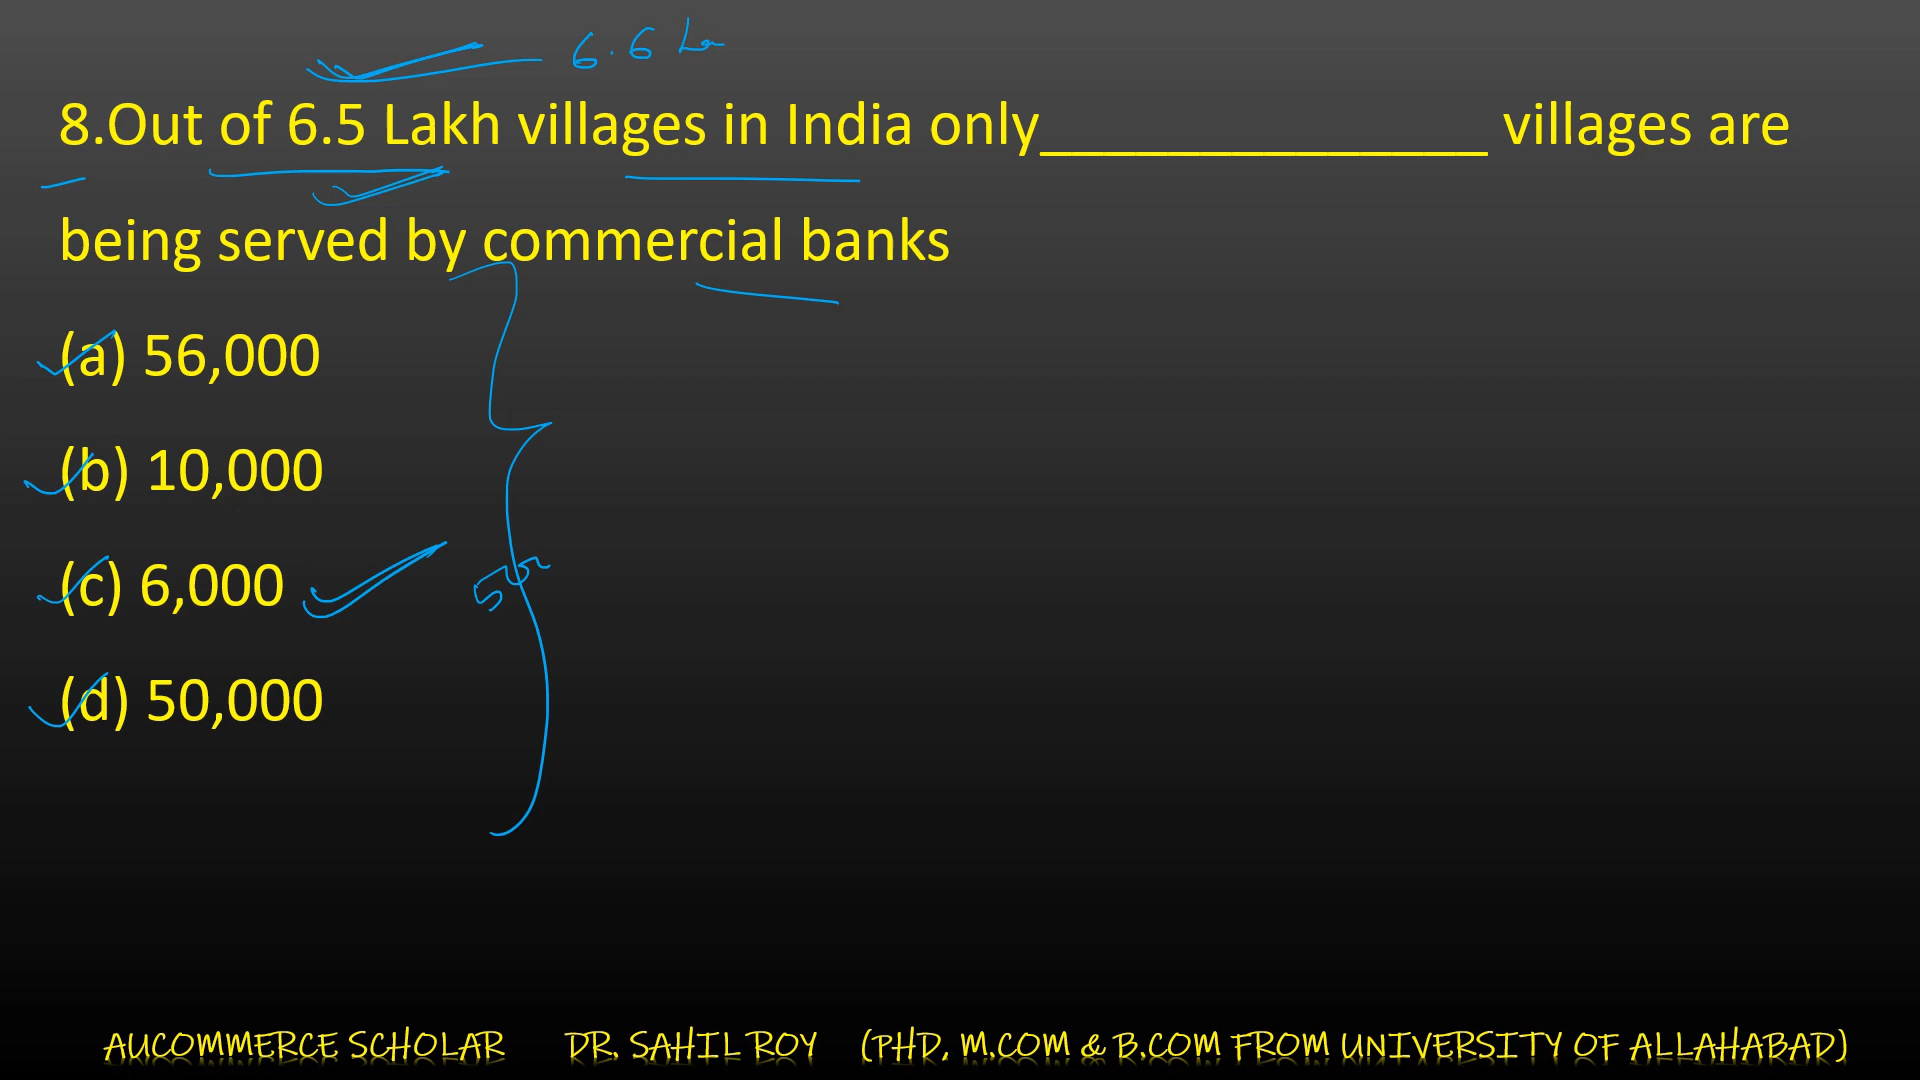 6.6 La
8.Out of 6.5 Lakh villages in India only______________ villages are
being served by commercial banks
(a) 56,000
(b) 10,000
(c) 6,000
(d) 50,000
AUCOMMERCE SCHOLAR DR. SAHIL ROY (PHD, M.COM & B.COM FROM UNIVERSITY OF ALLAHABAD)